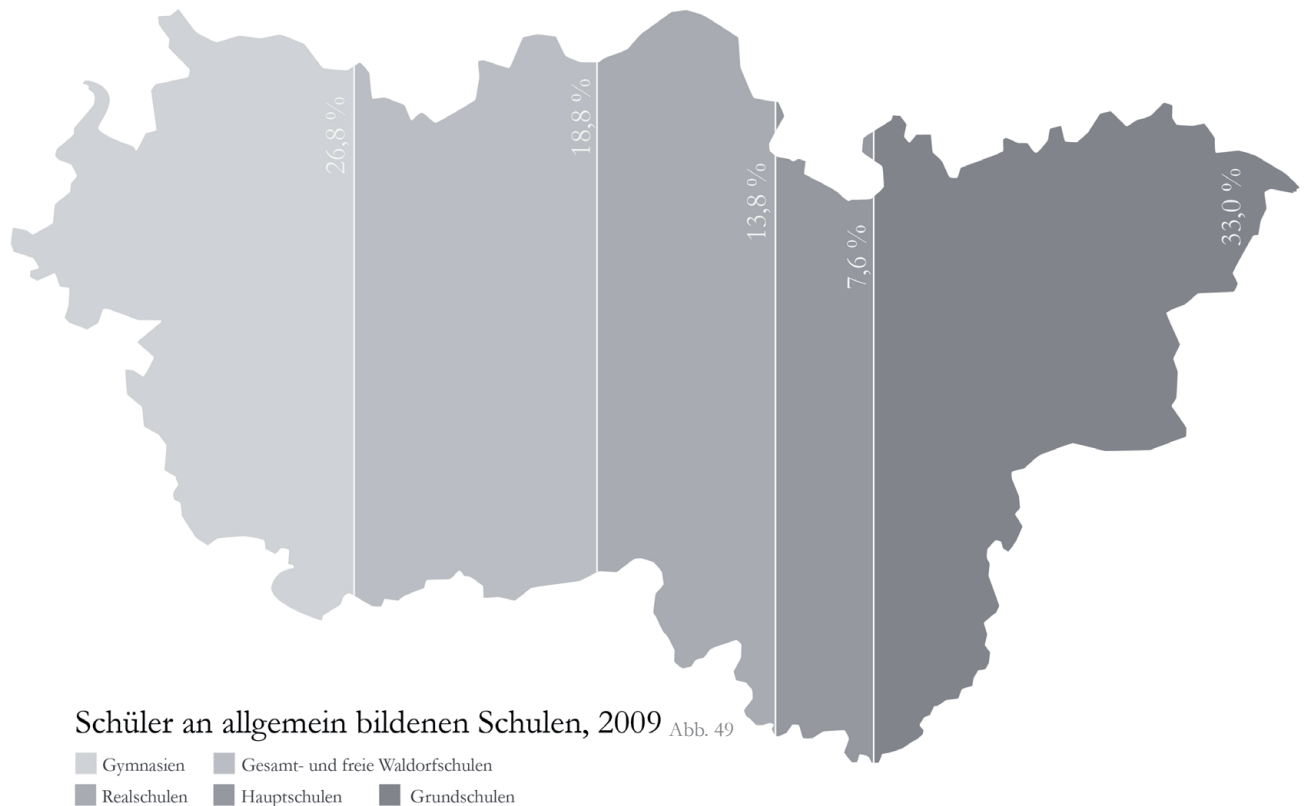 26,8 %
18,8 %
13,8 %
7,6 %
33,0 %
Schüler an allgemein bildenen Schulen, 2009 Abb. 49
Gymnasien Gesamt- und freie Waldorfschulen
Realschulen Hauptschulen Grundschulen